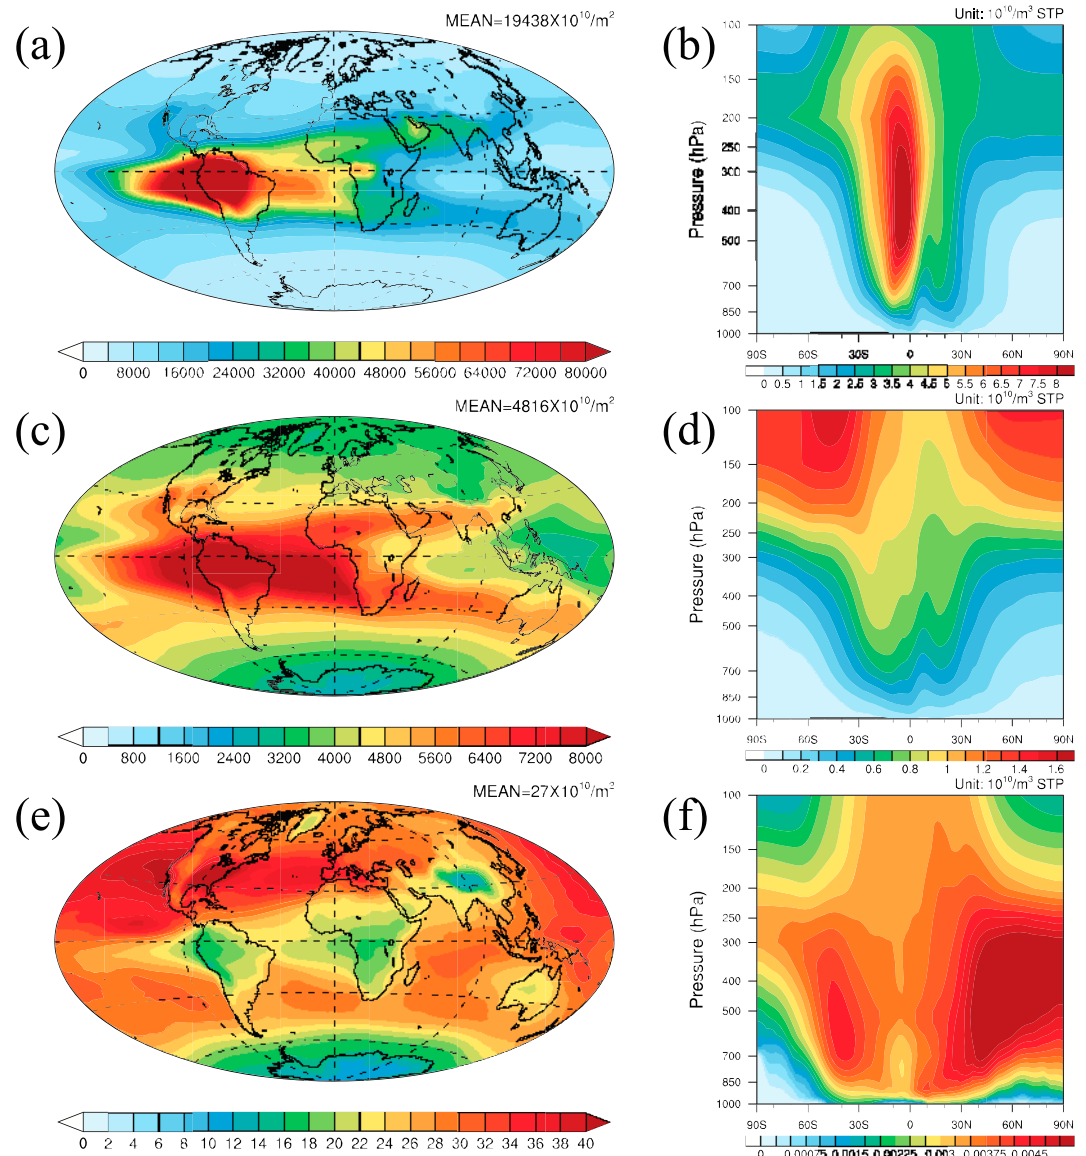 (a)
MEAN=19438X10^10/m^2
0 8000 16000 24000 32000 40000 48000 56000 64000 72000 80000
(b)
Unit: 10^10/m^3 STP
Pressure (hPa)
100
150
200
250
300
400
500
700
850
1000
90S 60S 30S 0 30N 60N 90N
0 0.5 1 1.5 2 2.5 3 3.5 4 4.5 5 5.5 6 6.5 7 7.5 8
(c)
MEAN=4816X10^10/m^2
0 800 1600 2400 3200 4000 4800 5600 6400 7200 8000
(d)
Unit: 10^10/m^3 STP
Pressure (hPa)
100
150
200
250
300
400
500
700
850
1000
90S 60S 30S 0 30N 60N 90N
0 0.2 0.4 0.6 0.8 1 1.2 1.4 1.6
(e)
MEAN=27X10^10/m^2
0 2 4 6 8 10 12 14 16 18 20 22 24 26 28 30 32 34 36 38 40
(f)
Unit: 10^10/m^3 STP
Pressure (hPa)
100
150
200
250
300
400
500
700
850
1000
90S 60S 30S 0 30N 60N 90N
0 0.00075 0.0015 0.00225 0.003 0.00375 0.0045